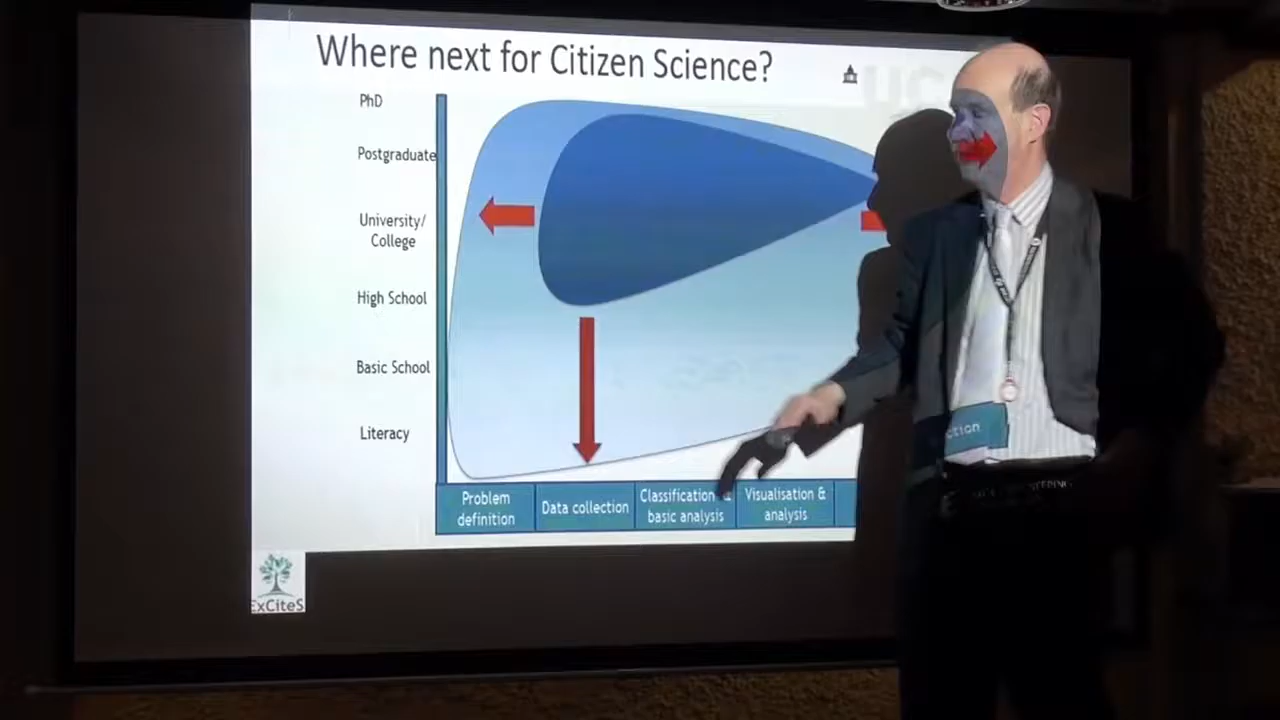 Where next for Citizen Science?
PhD
Postgraduate
University/
College
High School
Basic School
Literacy
Problem
definition
Data collection
Classification &
basic analysis
Visualisation &
analysis
ction
ExCiteS